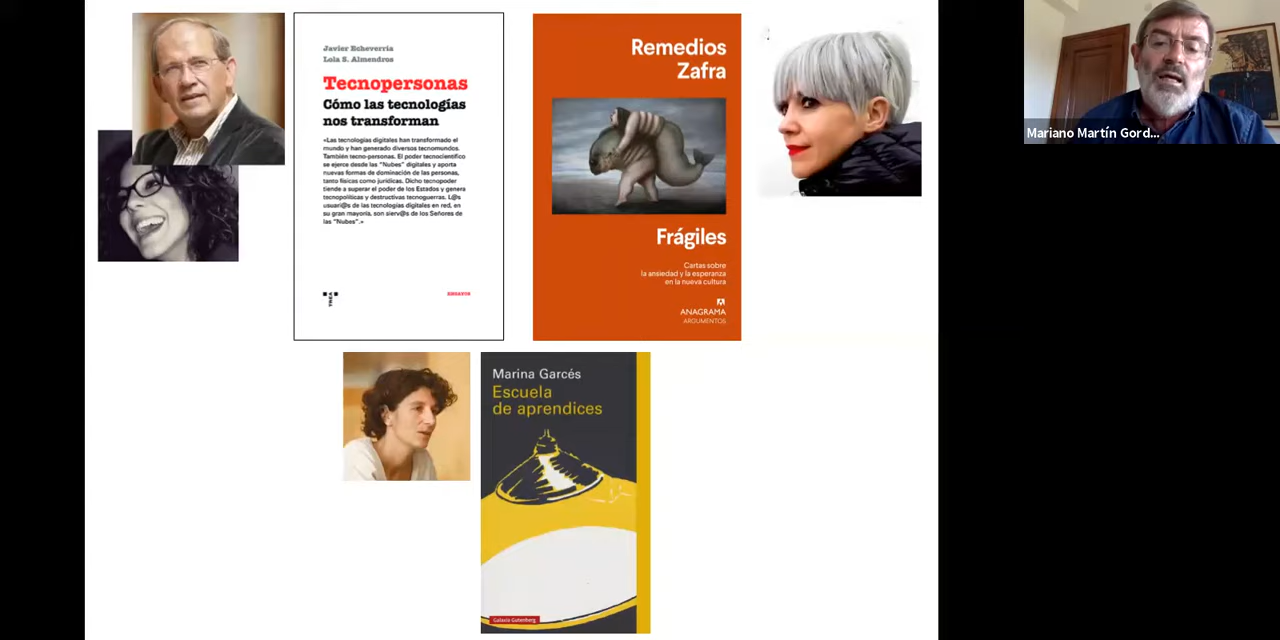 Javier Echeverría
Lola S. Almendros
Tecnopersonas
Cómo las tecnologías
nos transforman
«Las tecnologías digitales han transformado el
mundo y han generado diversos tecnomundos.
También tecno-personas. El poder tecnocientífico
se ejerce desde las "Nubes" digitales y aporta
nuevas formas de dominación de las personas,
tanto físicas como jurídicas. Dicho tecnopoder
tiende a superar el poder de los Estados y genera
tecnopolíticas y destructivas tecnoguerras. L@s
usuari@s de las tecnologías digitales en red, en
su gran mayoría, son sierv@s de los Señores de
las "Nubes".»
TREA
ENSAYOS
Remedios
Zafra
Frágiles
Cartas sobre
la ansiedad y la esperanza
en la nueva cultura
ANAGRAMA
ARGUMENTOS
Mariano Martín Gord...
Marina Garcés
Escuela
de aprendices
Galaxia Gutenberg